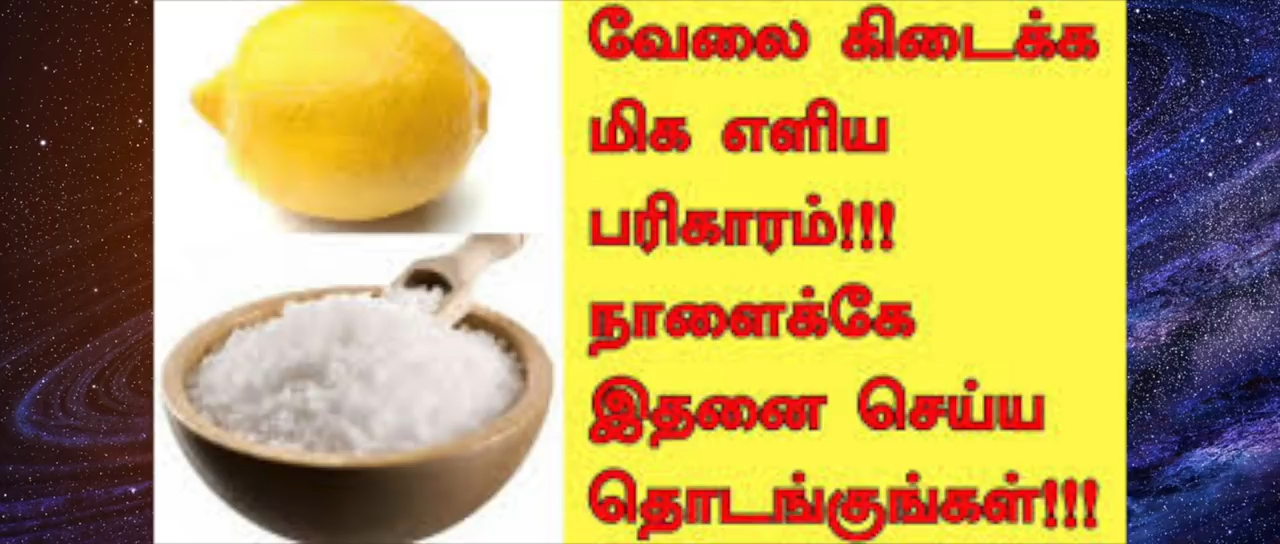 வேலை கிடைக்க
மிக எளிய
பரிகாரம்!!!
நாளைக்கே
இதனை செய்ய
தொடங்குங்கள்!!!